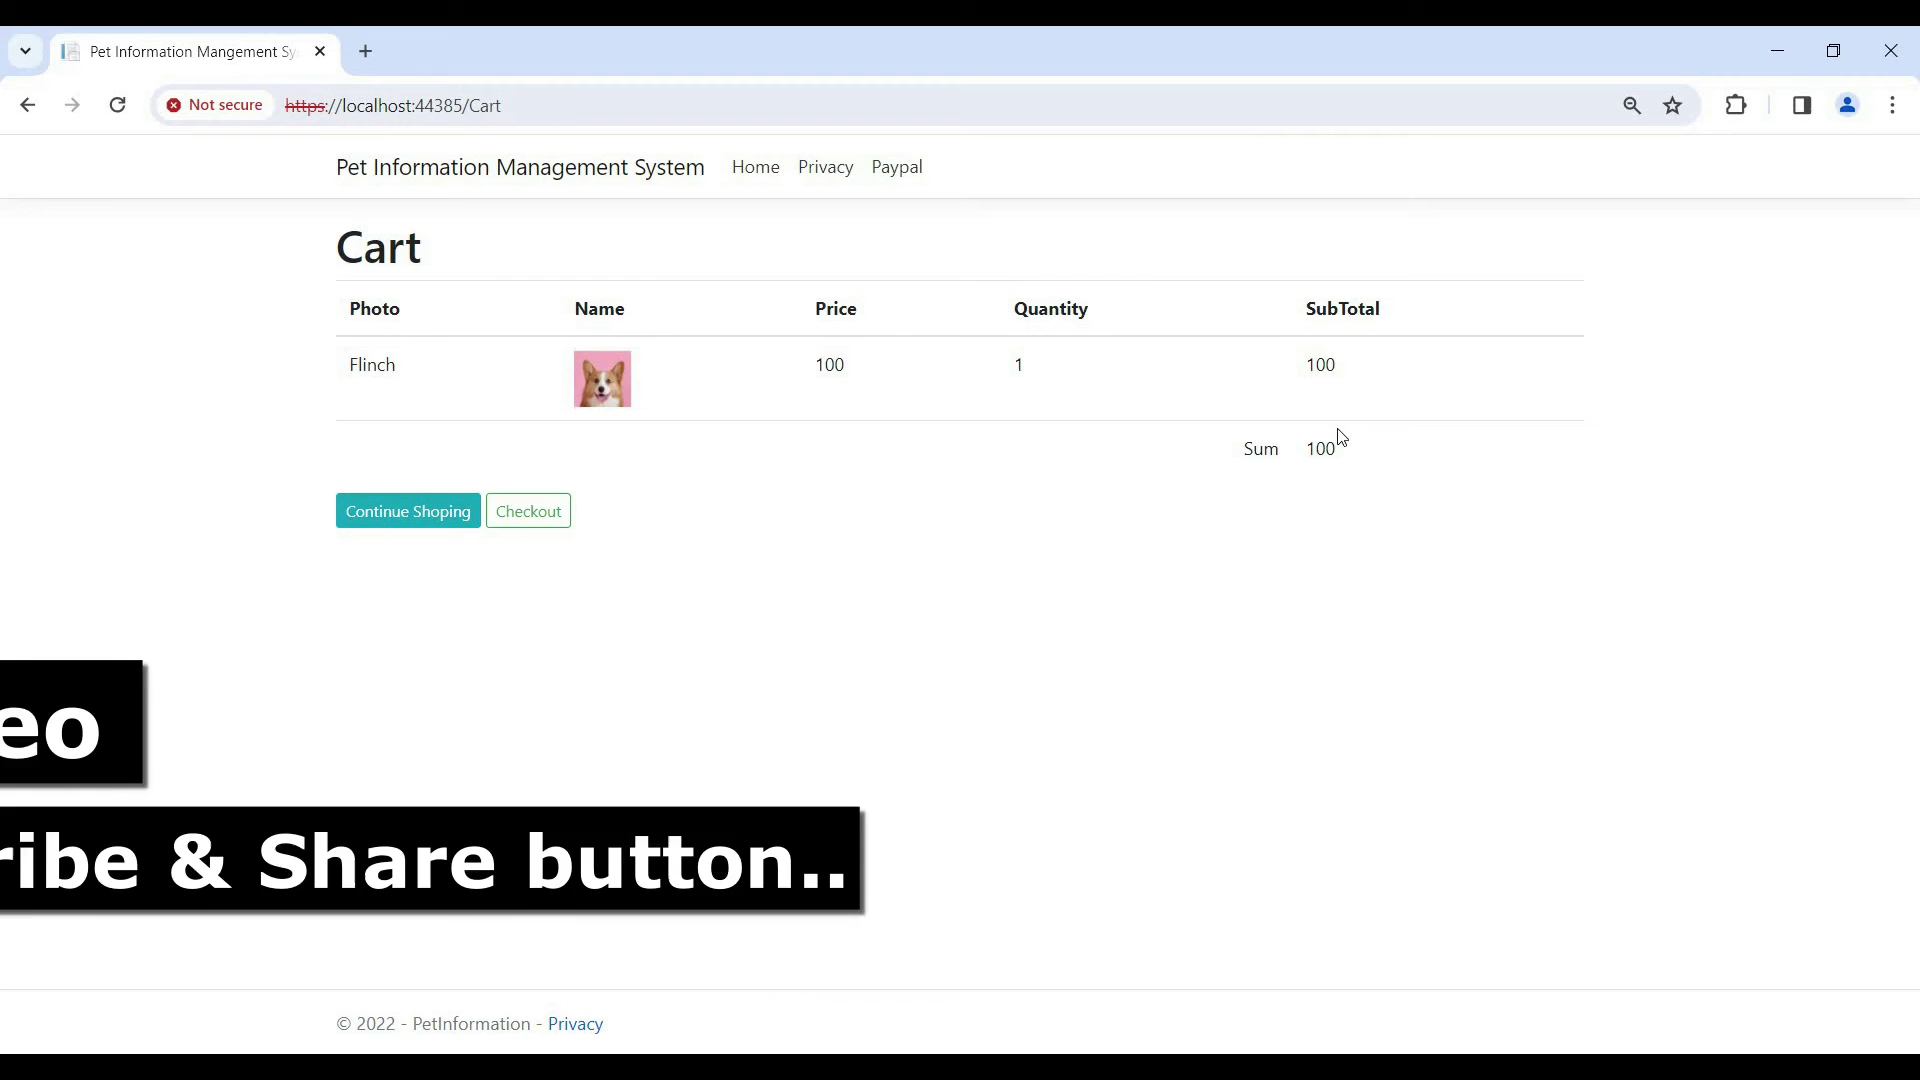 Pet Information Mangement Sy
Not secure https://localhost:44385/Cart
Pet Information Management System Home Privacy Paypal
Cart
Photo Name Price Quantity SubTotal
Flinch 100 1 100
Sum 100
Continue Shoping Checkout
eo
ribe & Share button..
© 2022 - PetInformation - Privacy